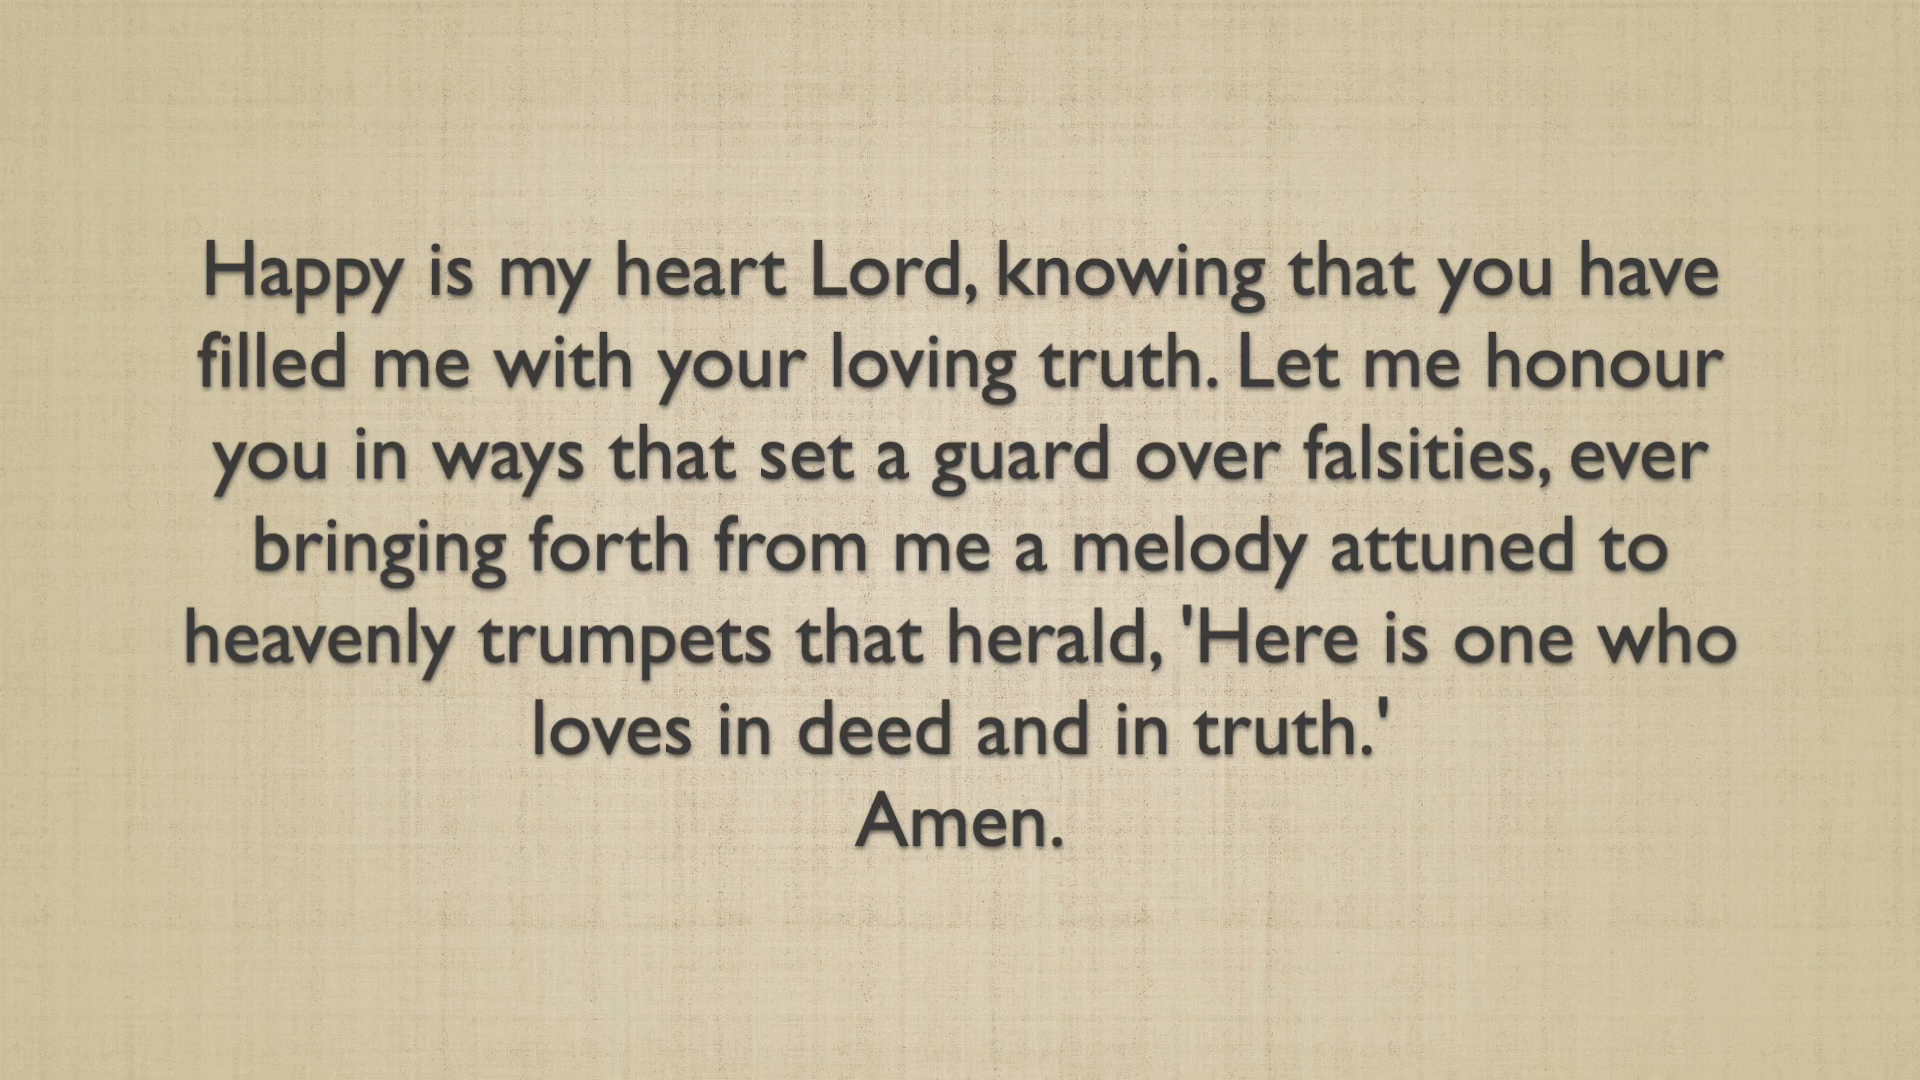 Happy is my heart Lord, knowing that you have
filled me with your loving truth. Let me honour
you in ways that set a guard over falsities, ever
bringing forth from me a melody attuned to
heavenly trumpets that herald, 'Here is one who
loves in deed and in truth.'
Amen.